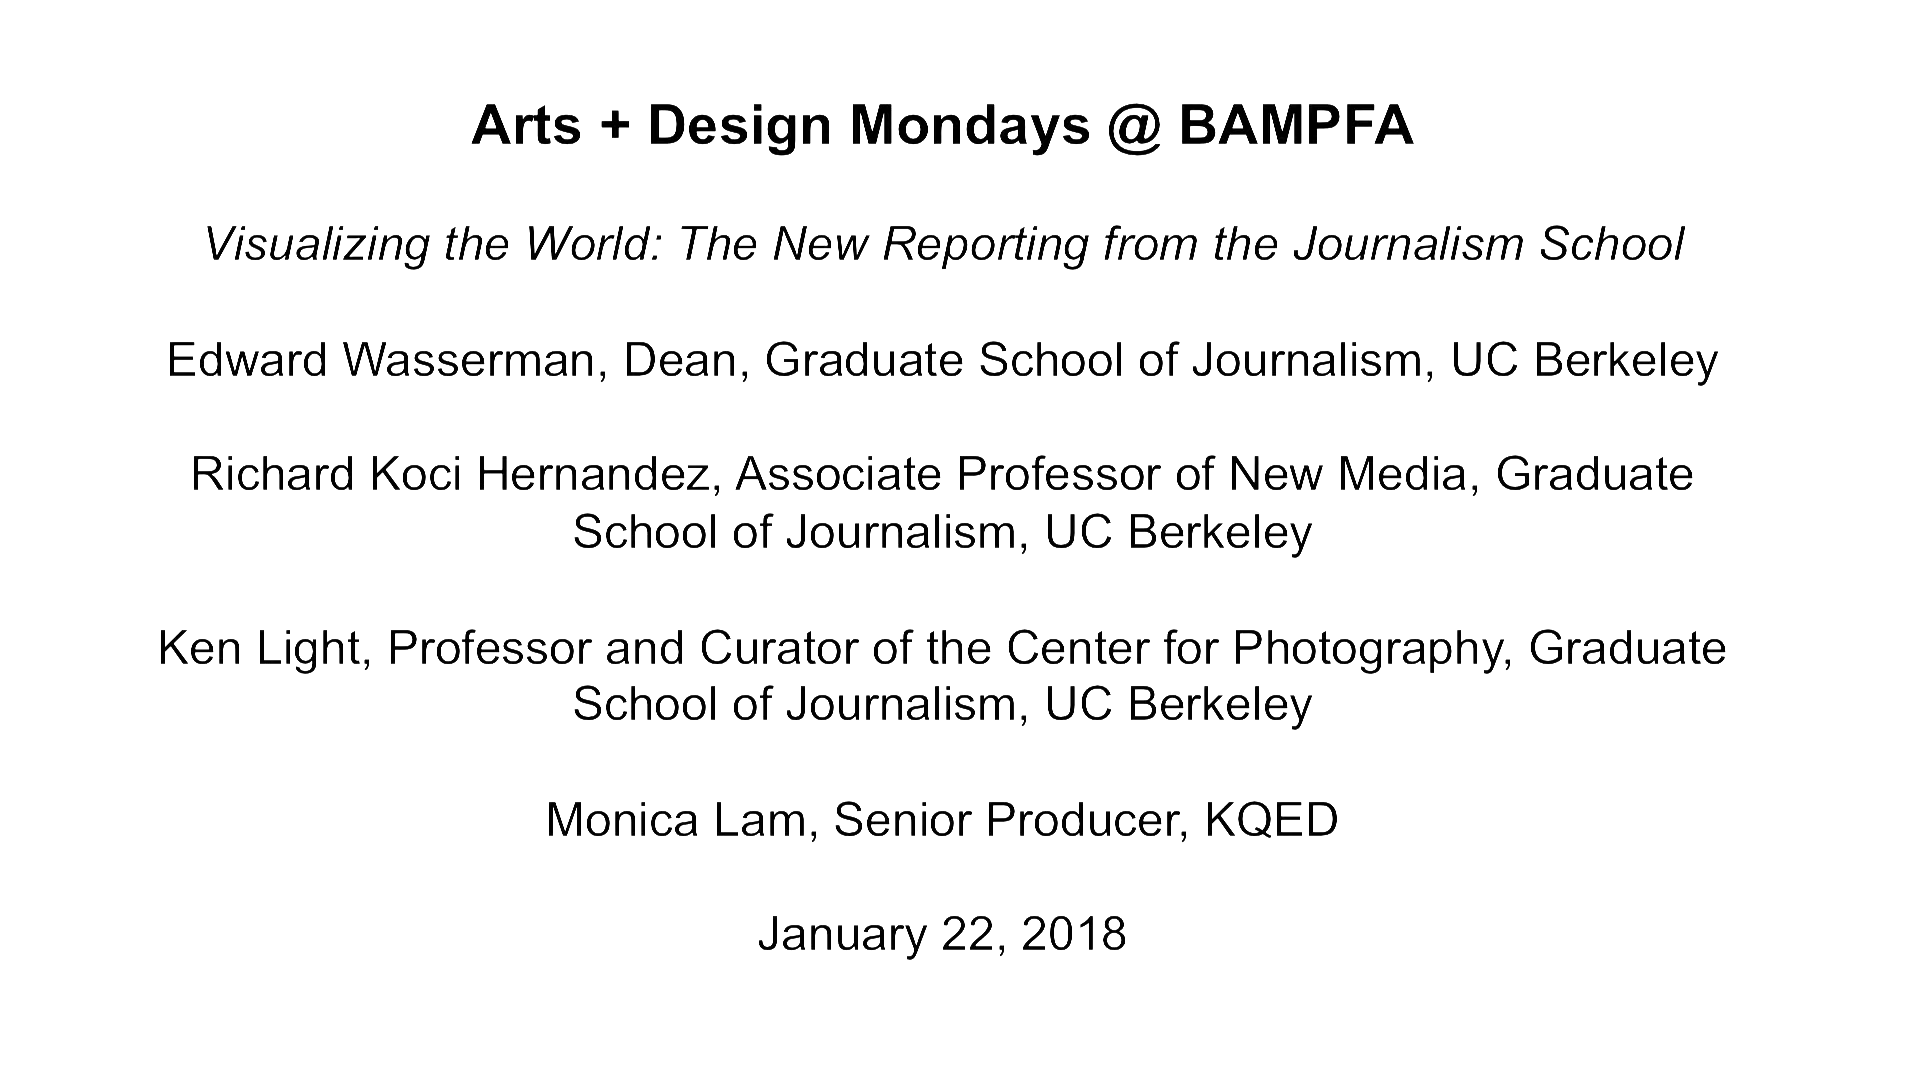 Arts + Design Mondays @ BAMPFA
Visualizing the World: The New Reporting from the Journalism School
Edward Wasserman, Dean, Graduate School of Journalism, UC Berkeley
Richard Koci Hernandez, Associate Professor of New Media, Graduate
School of Journalism, UC Berkeley
Ken Light, Professor and Curator of the Center for Photography, Graduate
School of Journalism, UC Berkeley
Monica Lam, Senior Producer, KQED
January 22, 2018